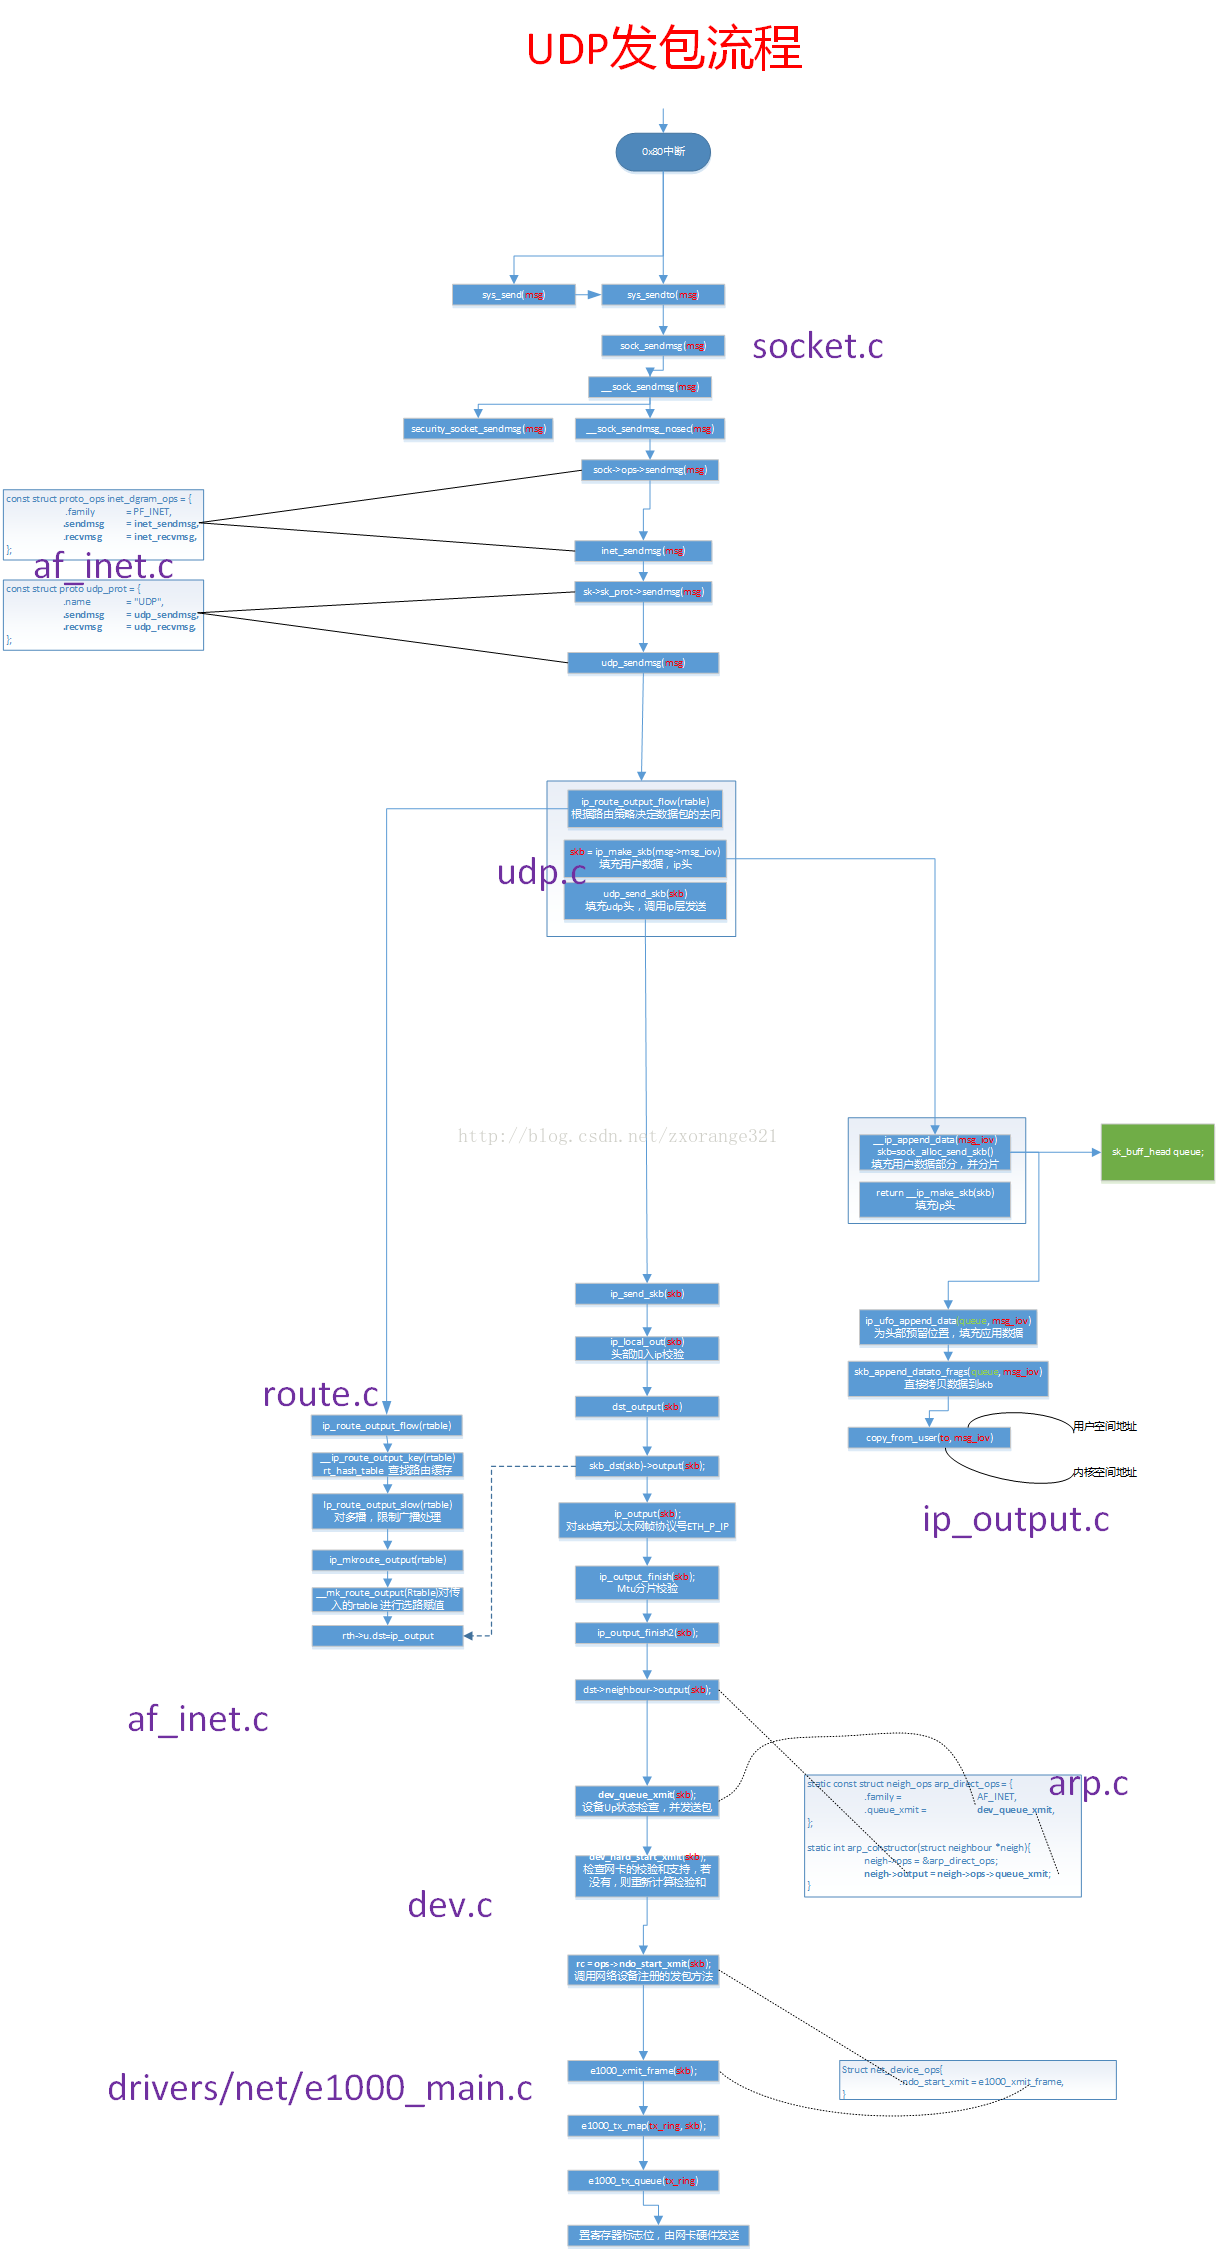 UDP发包流程
0x80中断
sys_send(msg)
sys_sendto(msg)
sock_sendmsg(msg)
socket.c
__sock_sendmsg(msg)
security_socket_sendmsg(msg)
__sock_sendmsg_nosec(msg)
sock->ops->sendmsg(msg)
const struct proto_ops inet_dgram_ops = {
.family = PF_INET,
.sendmsg = inet_sendmsg,
.recvmsg = inet_recvmsg,
};
inet_sendmsg(msg)
af_inet.c
const struct proto udp_prot = {
.name = "UDP",
.sendmsg = udp_sendmsg,
.recvmsg = udp_recvmsg,
};
sk->sk_prot->sendmsg(msg)
udp_sendmsg(msg)
ip_route_output_flow(rtable)
根据路由策略决定数据包的去向
skb = ip_make_skb(msg->msg_iov)
填充用户数据，ip头
udp.c
udp_send_skb(skb)
填充udp头，调用ip层发送
http://blog.csdn.net/zxorange321
__ip_append_data(msg_iov)
skb=sock_alloc_send_skb()
填充用户数据部分，并分片
return __ip_make_skb(skb)
填充Ip头
sk_buff_head queue;
ip_send_skb(skb)
ip_local_out(skb)
头部加入ip校验
ip_ufo_append_data(queue, msg_iov)
为头部预留位置，填充应用数据
skb_append_datato_frags(queue, msg_iov)
直接拷贝数据到skb
copy_from_user(to, msg_iov)
用户空间地址
内核空间地址
ip_output.c
route.c
ip_route_output_flow(rtable)
__ip_route_output_key(rtable)
rt_hash_table 查找路由缓存
Ip_route_output_slow(rtable)
对多播，限制广播处理
ip_mkroute_output(rtable)
__mk_route_output(Rtable)对传
入的rtable 进行选路赋值
rth->u.dst=ip_output
dst_output(skb)
skb_dst(skb)->output(skb);
ip_output(skb);
对skb填充以太网帧协议号ETH_P_IP
ip_output_finish(skb);
Mtu分片校验
ip_output_finish2(skb);
dst->neighbour->output(skb);
af_inet.c
dev_queue_xmit(skb);
设备Up状态检查，并发送包
arp.c
static const struct neigh_ops arp_direct_ops = {
.family = AF_INET,
.queue_xmit = dev_queue_xmit,
};
static int arp_constructor(struct neighbour *neigh){
neigh->ops = &arp_direct_ops;
neigh->output = neigh->ops->queue_xmit;
}
dev_hard_start_xmit(skb);
检查网卡的校验和支持，若
没有，则重新计算检验和
dev.c
rc = ops->ndo_start_xmit(skb);
调用网络设备注册的发包方法
e1000_xmit_frame(skb);
Struct net_device_ops{
ndo_start_xmit = e1000_xmit_frame,
}
drivers/net/e1000_main.c
e1000_tx_map(tx_ring, skb);
e1000_tx_queue(tx_ring)
置寄存器标志位，由网卡硬件发送